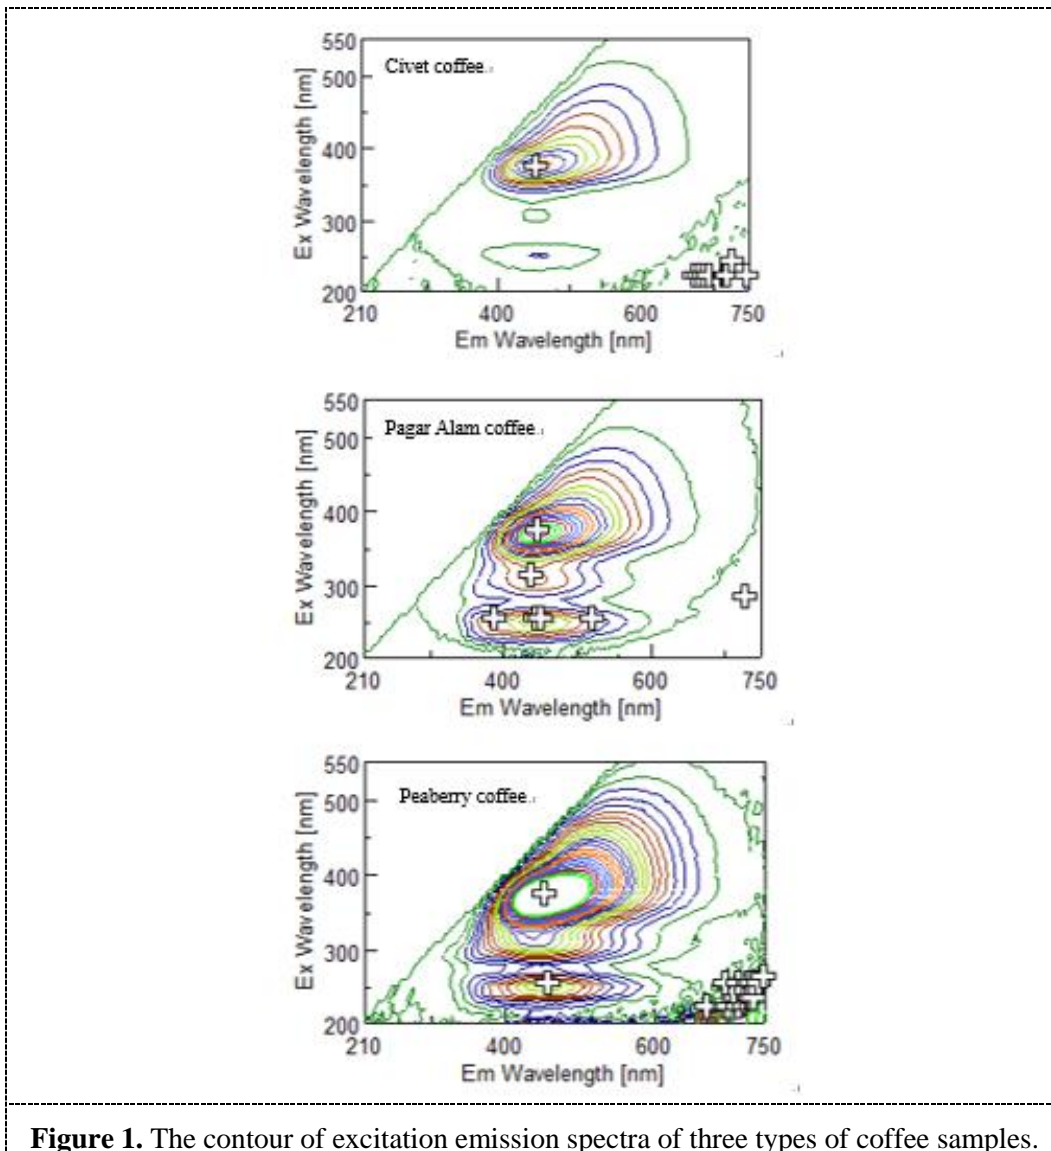 550
Civet coffee.
500
400
300
200
210 400 600 750
Ex Wavelength [nm]
Em Wavelength [nm]
550
Pagar Alam coffee.
500
400
300
200
210 400 600 750
Ex Wavelength [nm]
Em Wavelength [nm]
550
Peaberry coffee.
500
400
300
200
210 400 600 750
Ex Wavelength [nm]
Em Wavelength [nm]
Figure 1. The contour of excitation emission spectra of three types of coffee samples.